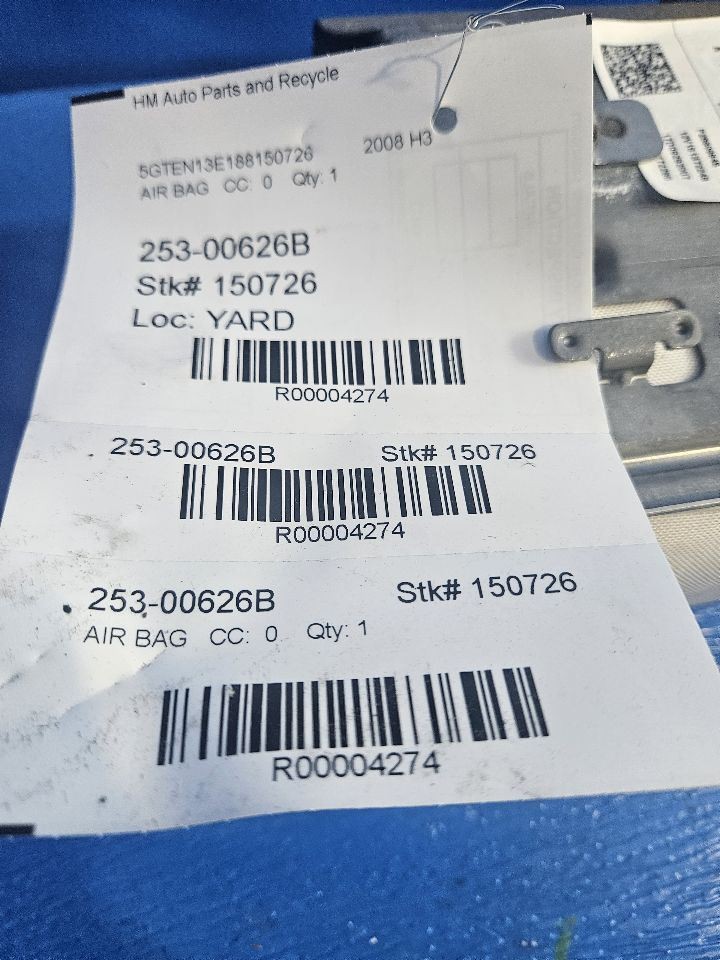 HM Auto Parts and Recycle
5GTEN13E188150726 2008 H3
AIR BAG CC: 0 Qty: 1
253-00626B
Stk# 150726
Loc: YARD
R00004274
253-00626B Stk# 150726
R00004274
253-00626B Stk# 150726
AIR BAG CC: 0 Qty: 1
R00004274